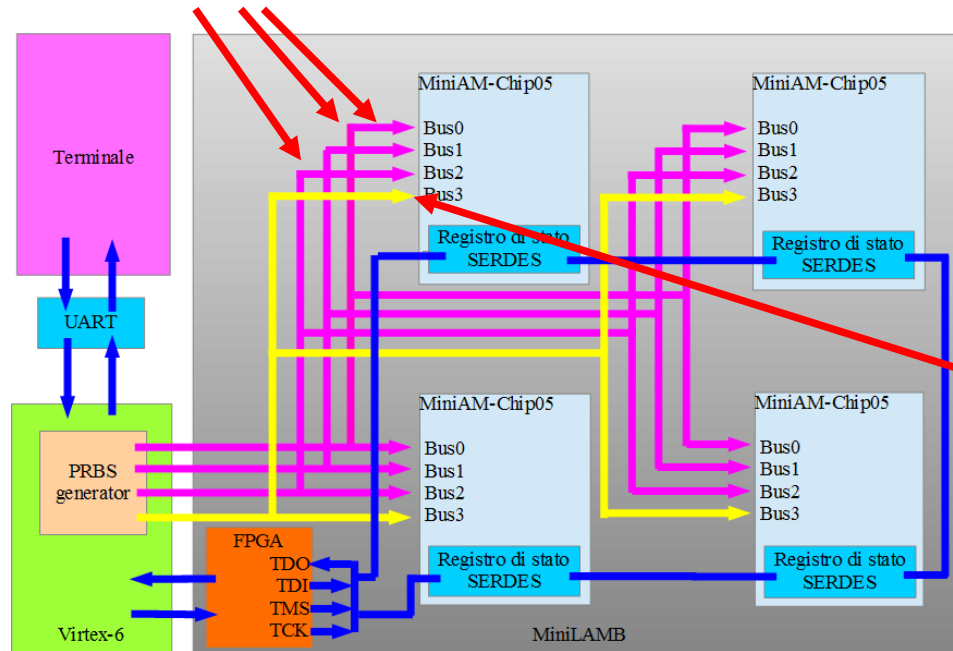 Terminale
UART
PRBS
generator
Virtex-6
FPGA
TDO
TDI
TMS
TCK
MiniAM-Chip05
Bus0
Bus1
Bus2
Bus3
Registro di stato
SERDES
MiniAM-Chip05
Bus0
Bus1
Bus2
Bus3
Registro di stato
SERDES
MiniAM-Chip05
Bus0
Bus1
Bus2
Bus3
Registro di stato
SERDES
MiniAM-Chip05
Bus0
Bus1
Bus2
Bus3
Registro di stato
SERDES
MiniLAMB